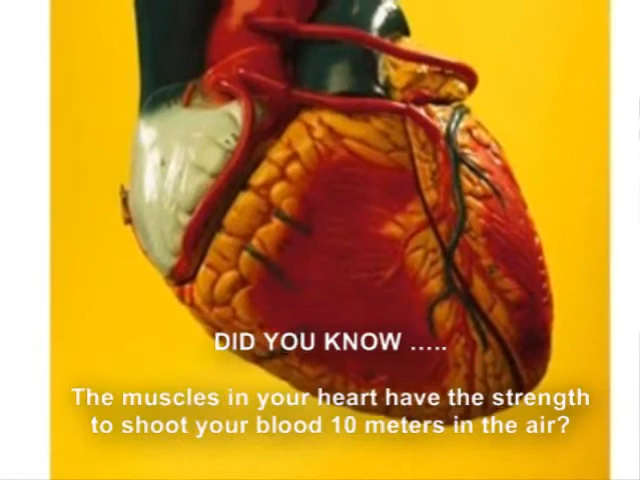 DID YOU KNOW .....
The muscles in your heart have the strength
to shoot your blood 10 meters in the air?